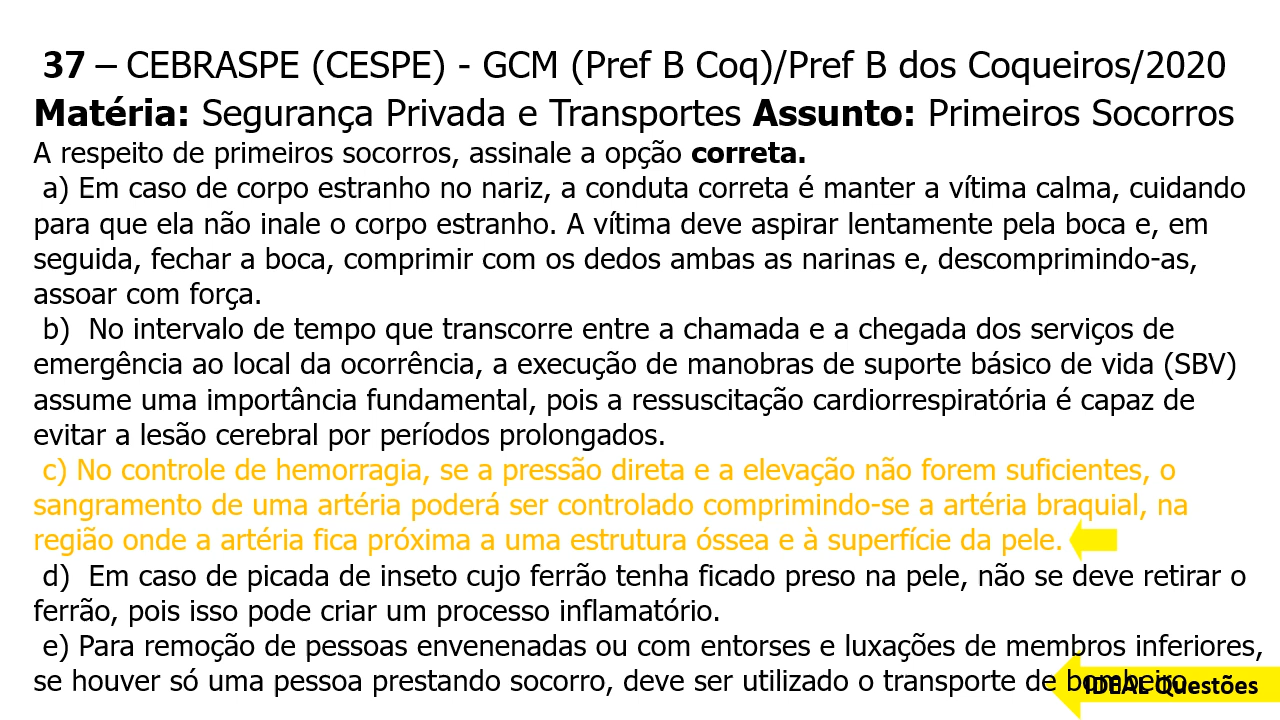 37 – CEBRASPE (CESPE) - GCM (Pref B Coq)/Pref B dos Coqueiros/2020
Matéria: Segurança Privada e Transportes Assunto: Primeiros Socorros
A respeito de primeiros socorros, assinale a opção correta.
a) Em caso de corpo estranho no nariz, a conduta correta é manter a vítima calma, cuidando
para que ela não inale o corpo estranho. A vítima deve aspirar lentamente pela boca e, em
seguida, fechar a boca, comprimir com os dedos ambas as narinas e, descomprimindo-as,
assoar com força.
b) No intervalo de tempo que transcorre entre a chamada e a chegada dos serviços de
emergência ao local da ocorrência, a execução de manobras de suporte básico de vida (SBV)
assume uma importância fundamental, pois a ressuscitação cardiorrespiratória é capaz de
evitar a lesão cerebral por períodos prolongados.
c) No controle de hemorragia, se a pressão direta e a elevação não forem suficientes, o
sangramento de uma artéria poderá ser controlado comprimindo-se a artéria braquial, na
região onde a artéria fica próxima a uma estrutura óssea e à superfície da pele.
d) Em caso de picada de inseto cujo ferrão tenha ficado preso na pele, não se deve retirar o
ferrão, pois isso pode criar um processo inflamatório.
e) Para remoção de pessoas envenenadas ou com entorses e luxações de membros inferiores,
se houver só uma pessoa prestando socorro, deve ser utilizado o transporte de bombeiro.
IDEAL Questões